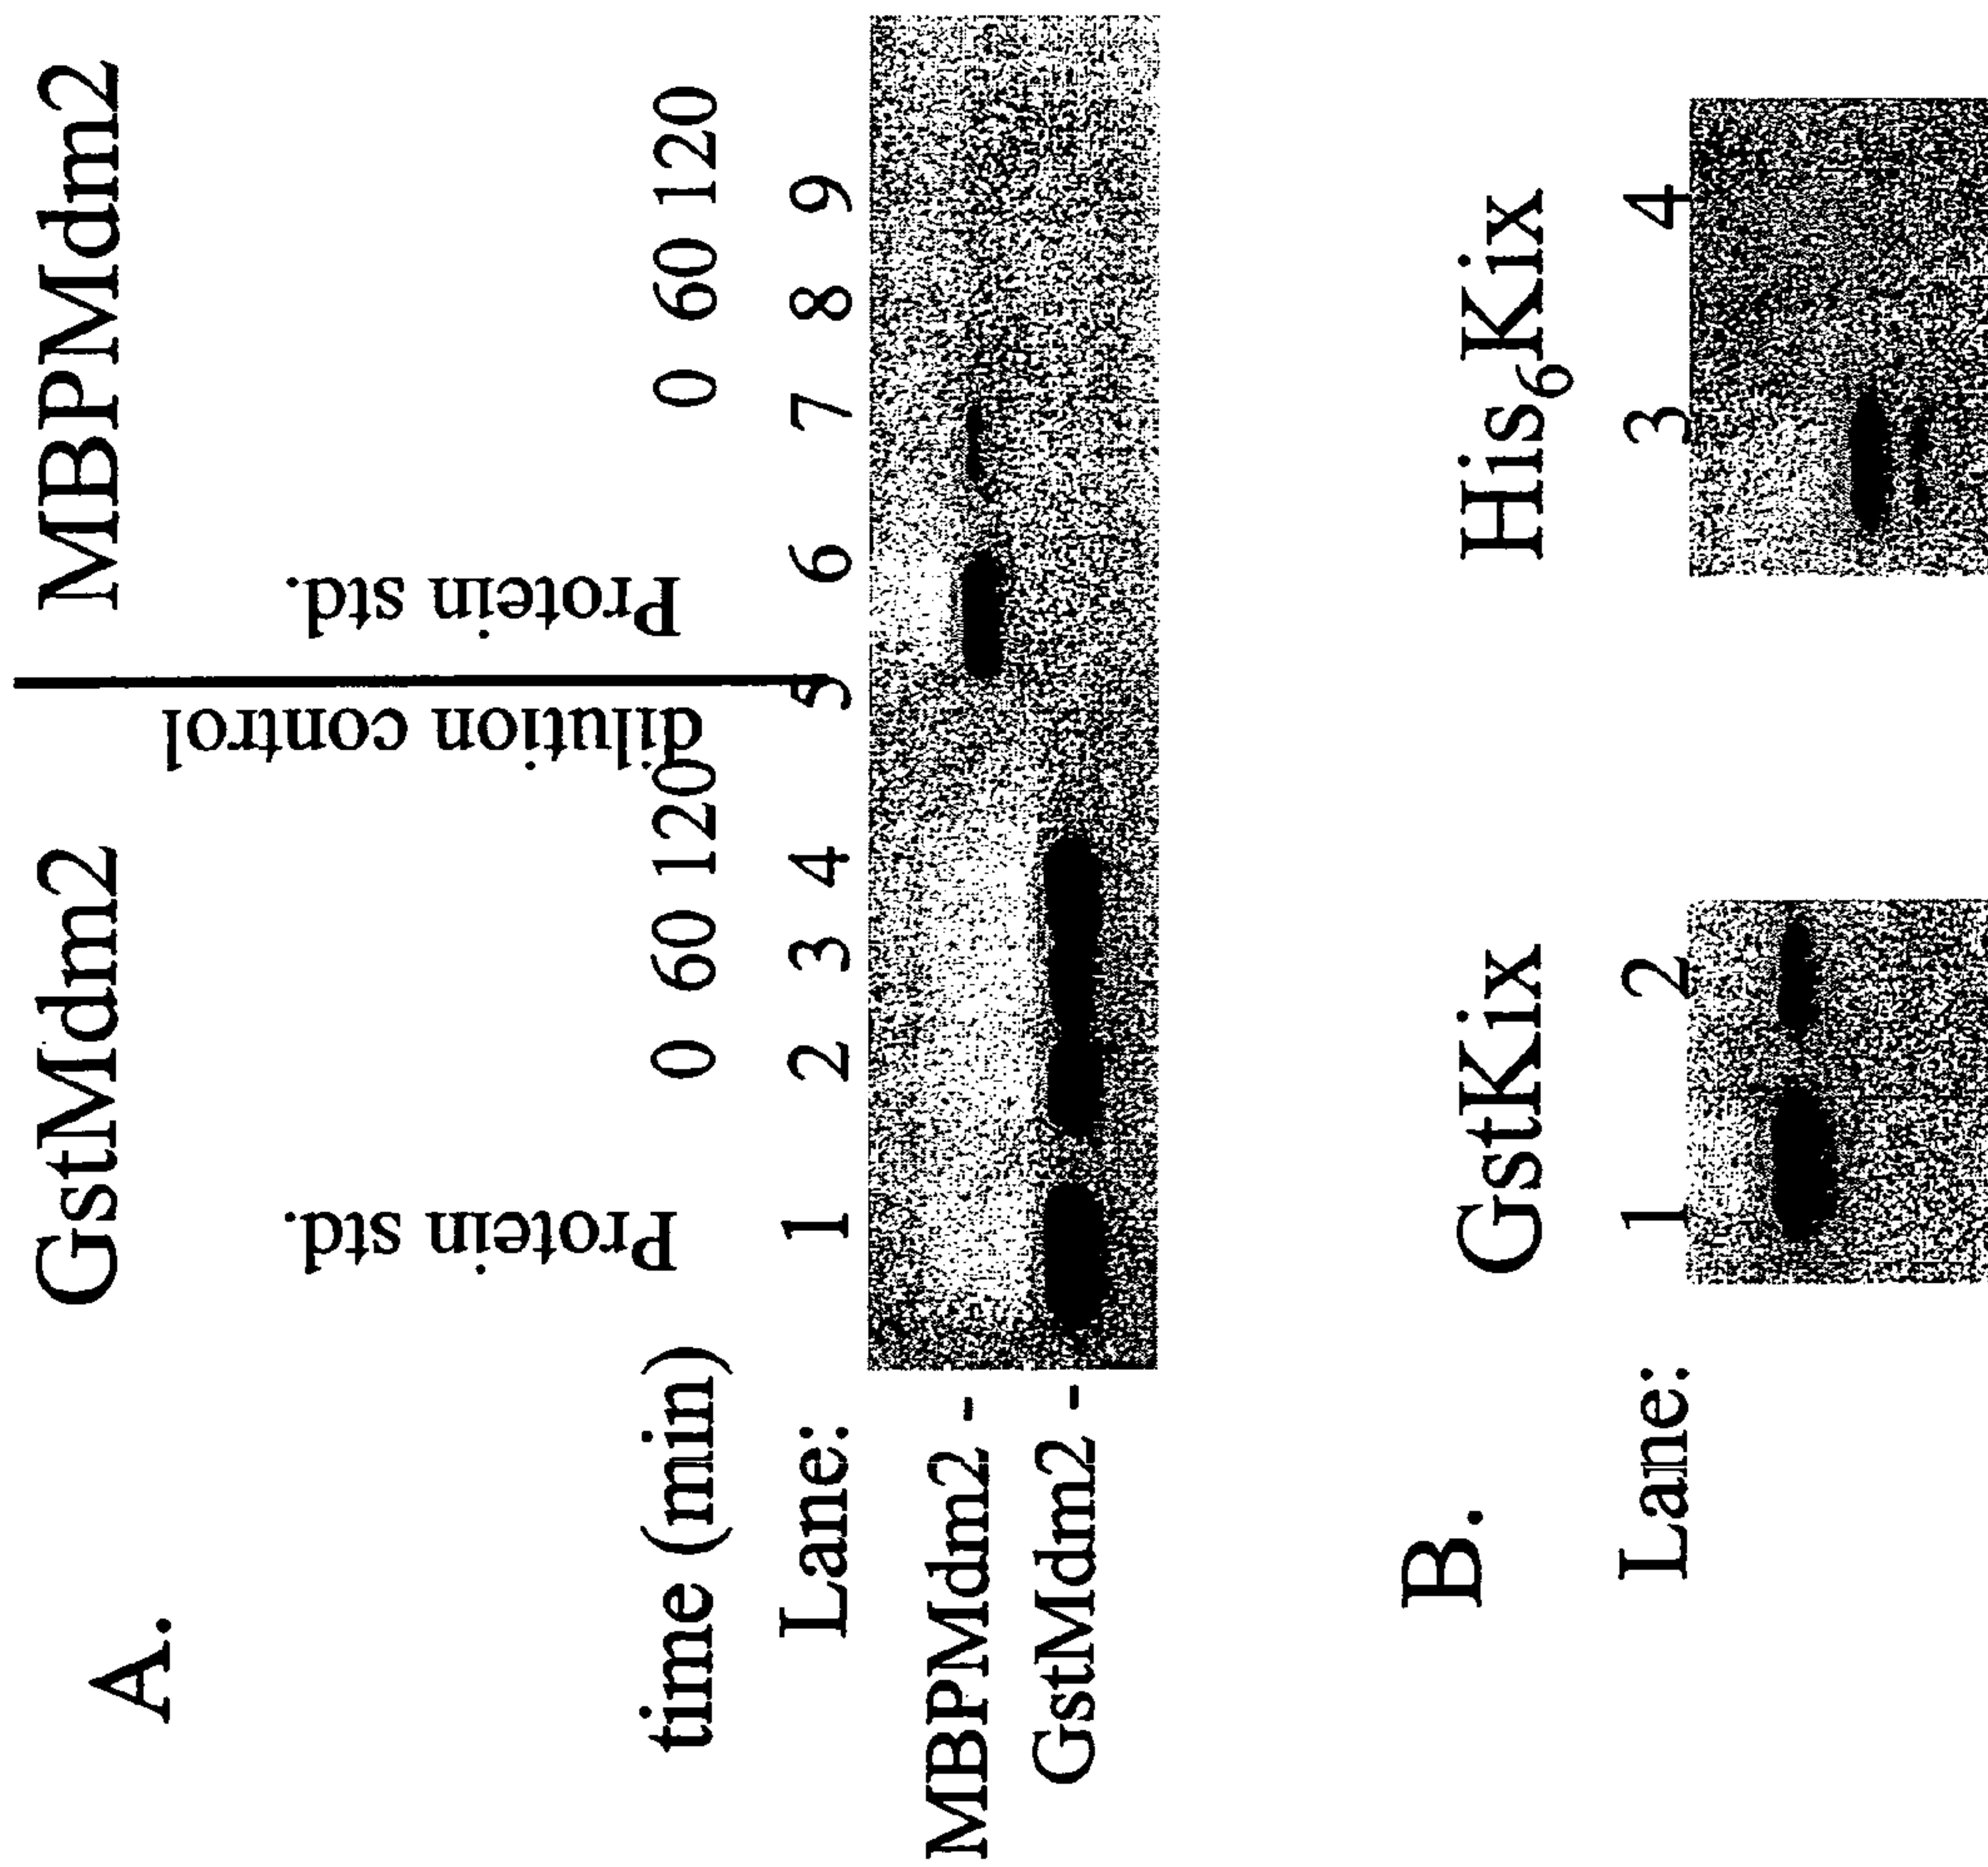 A.
GstMdm2 MBPMdm2
Protein std. dilution control Protein std.
time (min) 0 60 120 0 60 120
Lane: 1 2 3 4 5 6 7 8 9
MBPMdm2 -
GstMdm2 -
B.
GstKix His₆Kix
Lane: 1 2 3 4